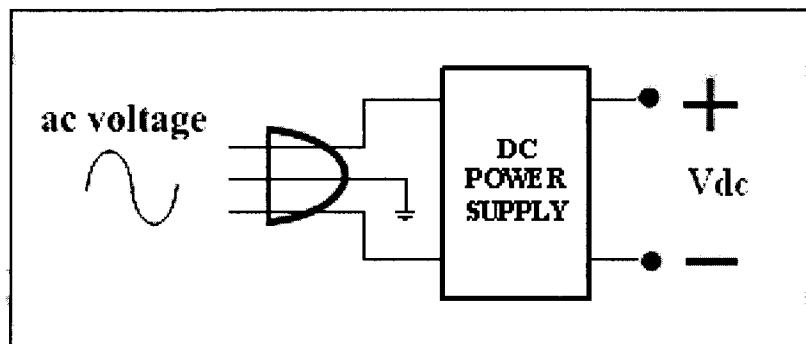 ac voltage
DC
POWER
SUPPLY
+
Vdc
−